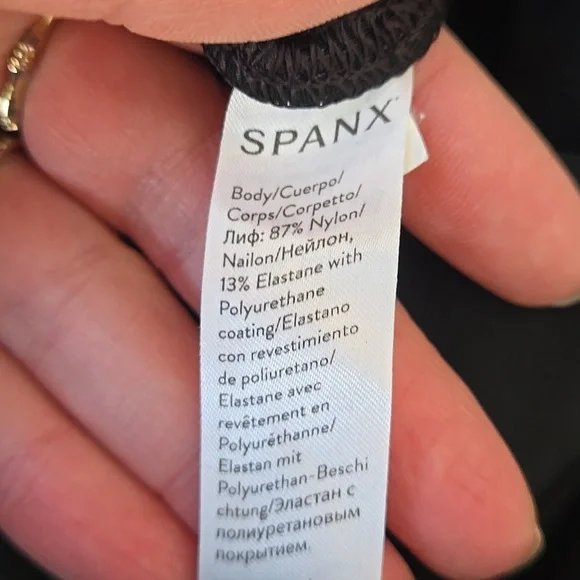 SPANX
Body/Cuerpo/
Corps/Corpetto/
Лиф: 87% Nylon/
Nailon/Нейлон,
13% Elastane with
Polyurethane
coating/Elastano
con revestimiento
de poliuretano/
Elastane avec
revêtement en
Polyuréthanne/
Elastan mit
Polyurethan-Beschi
chtung/Эластан с
полиуретановым
покрытием.